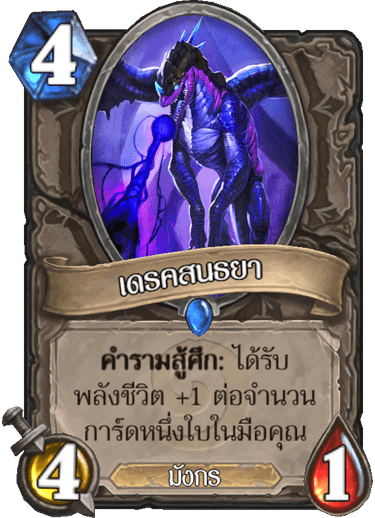 4
เดรคสนธยา
คำรามสู้ศึก: ได้รับ
พลังชีวิต +1 ต่อจำนวน
การ์ดหนึ่งใบในมือคุณ
4
มังกร
1